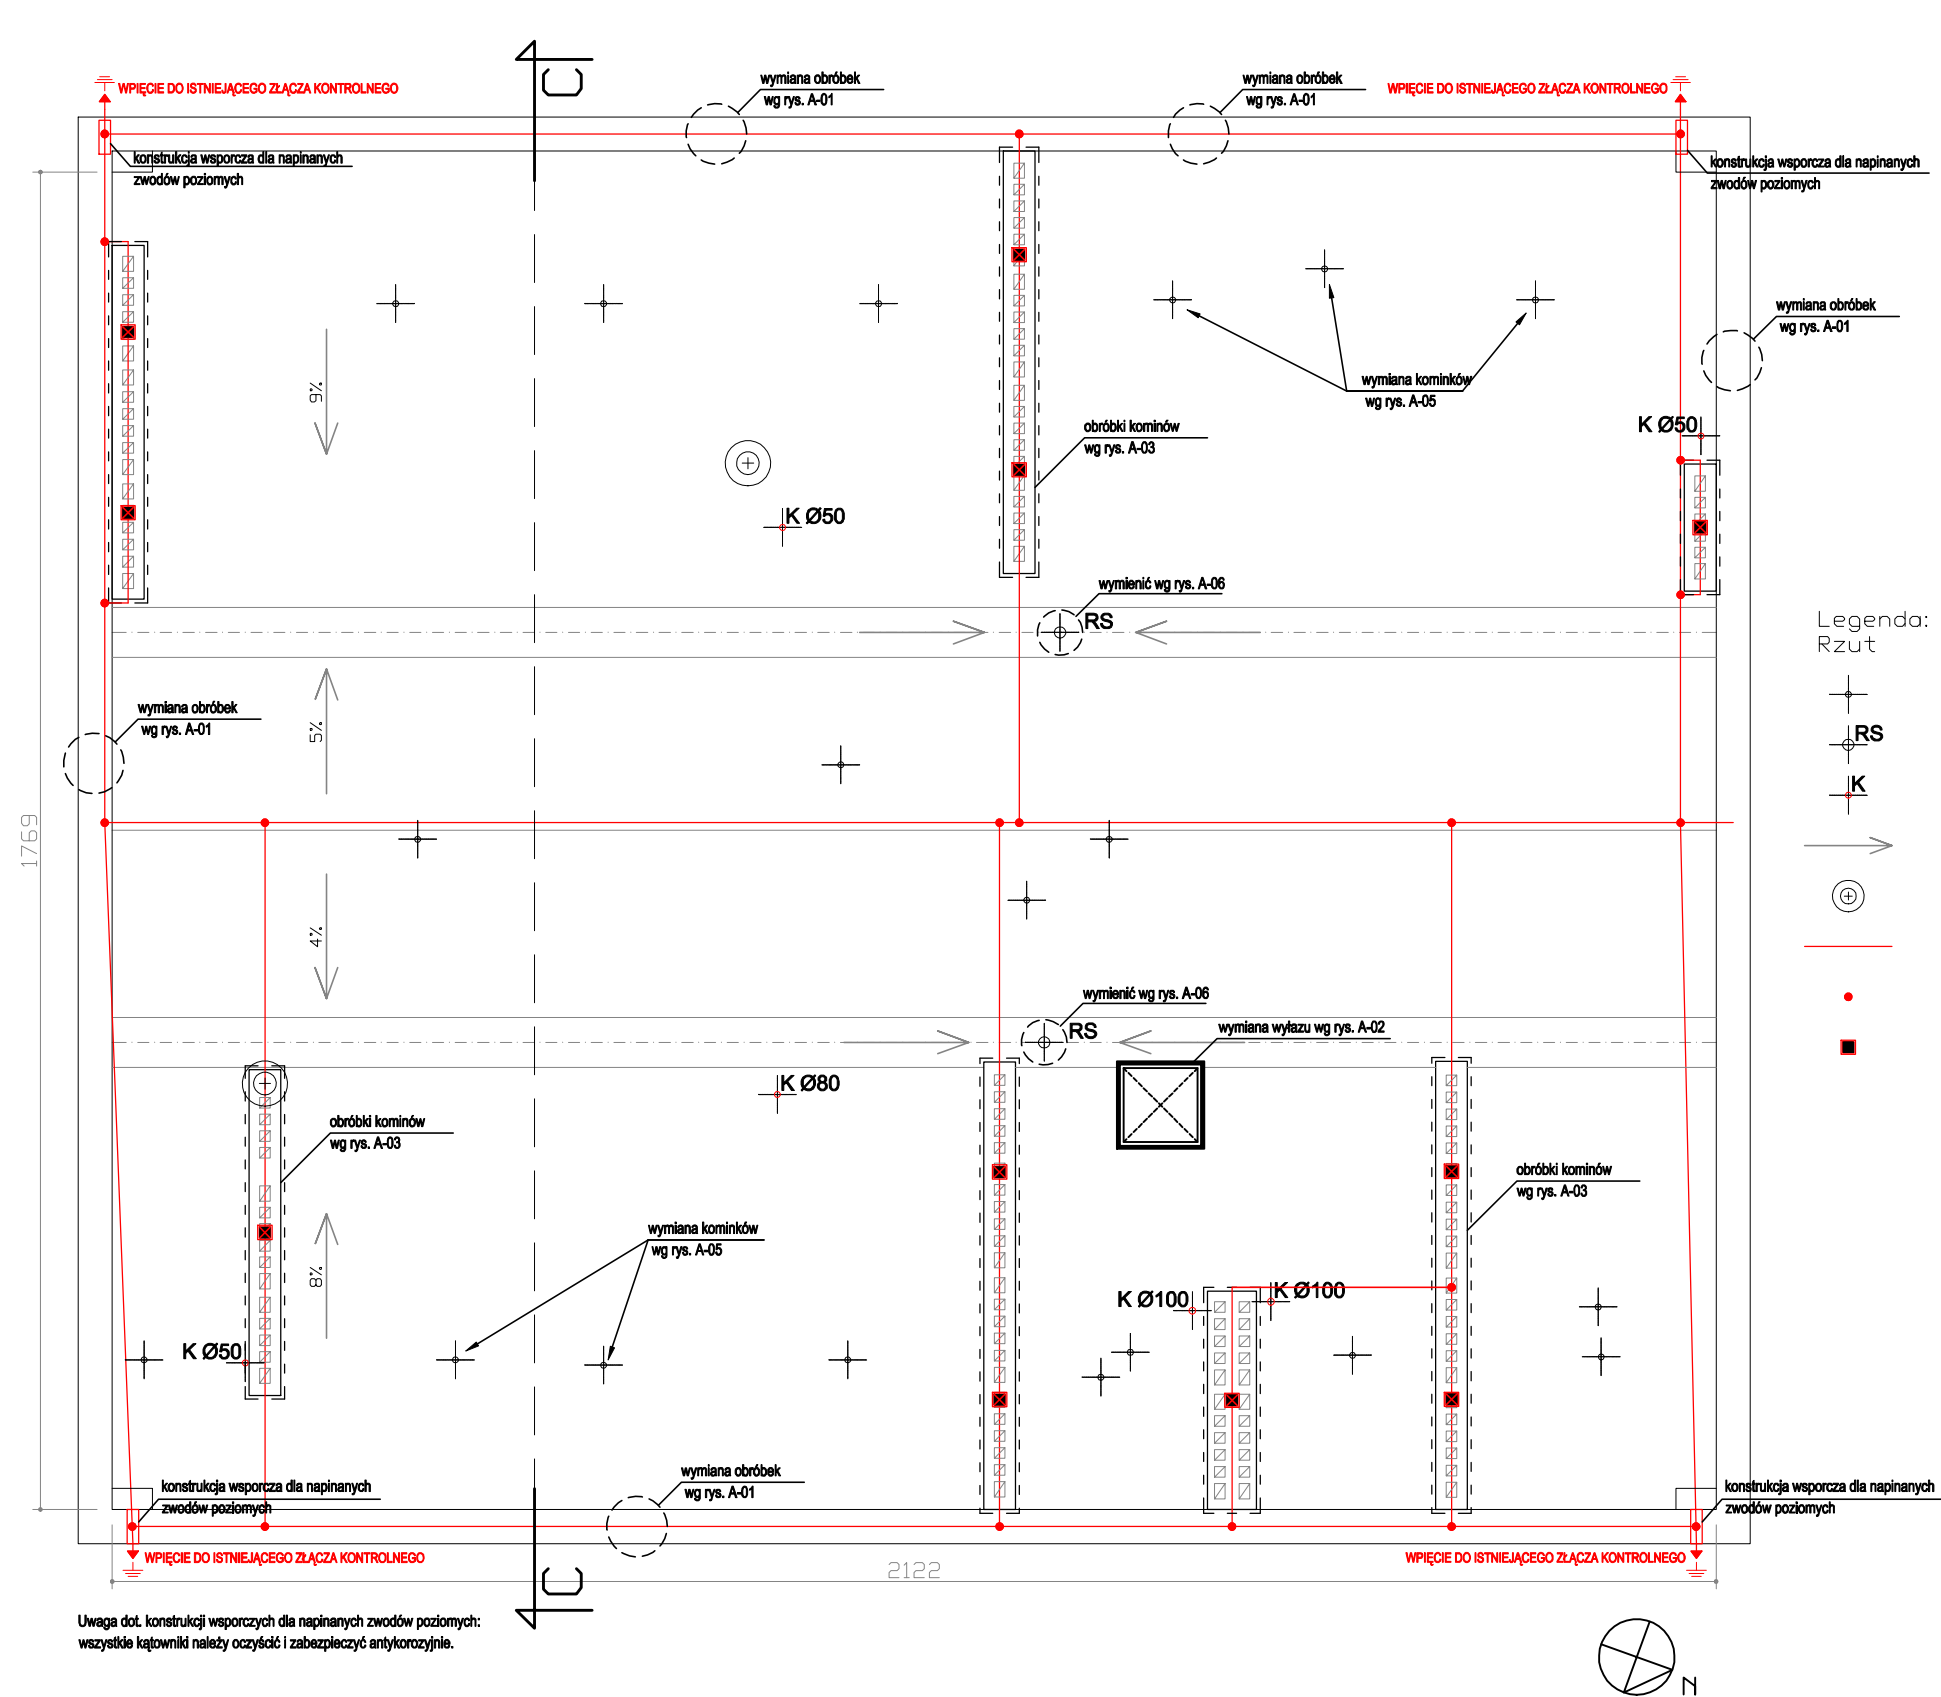 C
wymiana obróbek
wg rys. A-01
wymiana obróbek
wg rys. A-01
WPIĘCIE DO ISTNIEJĄCEGO ZŁĄCZA KONTROLNEGO
WPIĘCIE DO ISTNIEJĄCEGO ZŁĄCZA KONTROLNEGO
konstrukcja wsporcza dla napinanych
zwodów poziomych
konstrukcja wsporcza dla napinanych
zwodów poziomych
wymiana obróbek
wg rys. A-01
9%
wymiana kominków
wg rys. A-05
obróbki kominów
wg rys. A-03
K Ø50
K Ø50
wymienić wg rys. A-06
RS
Legenda:
Rzut
wymiana obróbek
wg rys. A-01
5%
RS
K
1769
4%
wymienić wg rys. A-06
RS
wymiana wyłazu wg rys. A-02
K Ø80
obróbki kominów
wg rys. A-03
obróbki kominów
wg rys. A-03
wymiana kominków
wg rys. A-05
8%
K Ø100
K Ø100
K Ø50
wymiana obróbek
wg rys. A-01
konstrukcja wsporcza dla napinanych
zwodów poziomych
konstrukcja wsporcza dla napinanych
zwodów poziomych
WPIĘCIE DO ISTNIEJĄCEGO ZŁĄCZA KONTROLNEGO
WPIĘCIE DO ISTNIEJĄCEGO ZŁĄCZA KONTROLNEGO
2122
C
Uwaga dot. konstrukcji wsporczych dla napinanych zwodów poziomych:
wszystkie kątowniki należy oczyścić i zabezpieczyć antykorozyjnie.
N